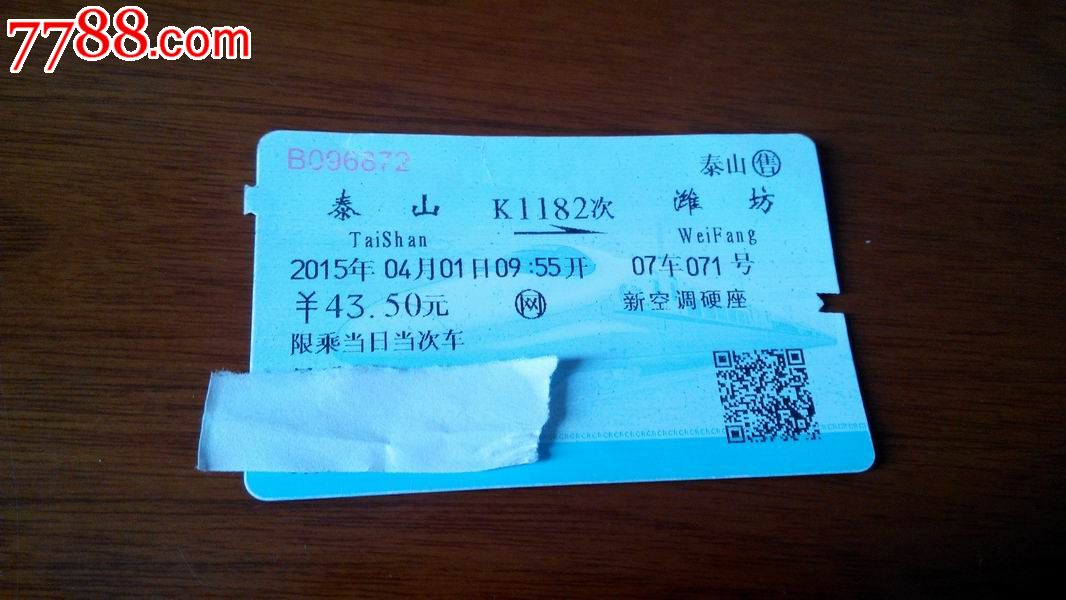 7788.com
B096872
泰山售
泰山 K1182次 潍坊
TaiShan WeiFang
2015年04月01日09:55开 07车071号
￥43.50元 网 新空调硬座
限乘当日当次车